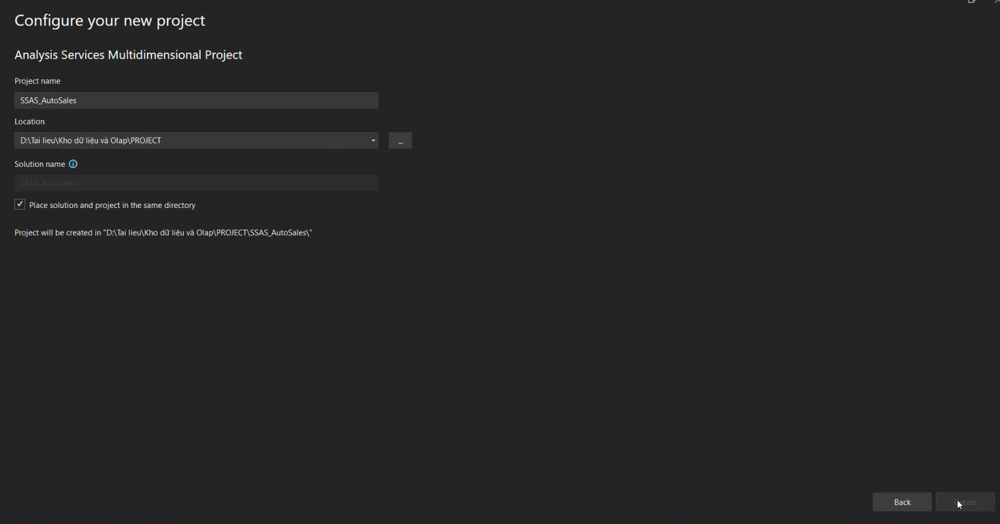 Configure your new project
Analysis Services Multidimensional Project
Project name
SSAS_AutoSales
Location
D:\Tai lieu\Kho dữ liệu và Olap\PROJECT
...
Solution name
SSAS_AutoSales
Place solution and project in the same directory
Project will be created in "D:\Tai lieu\Kho dữ liệu và Olap\PROJECT\SSAS_AutoSales\"
Back
Create